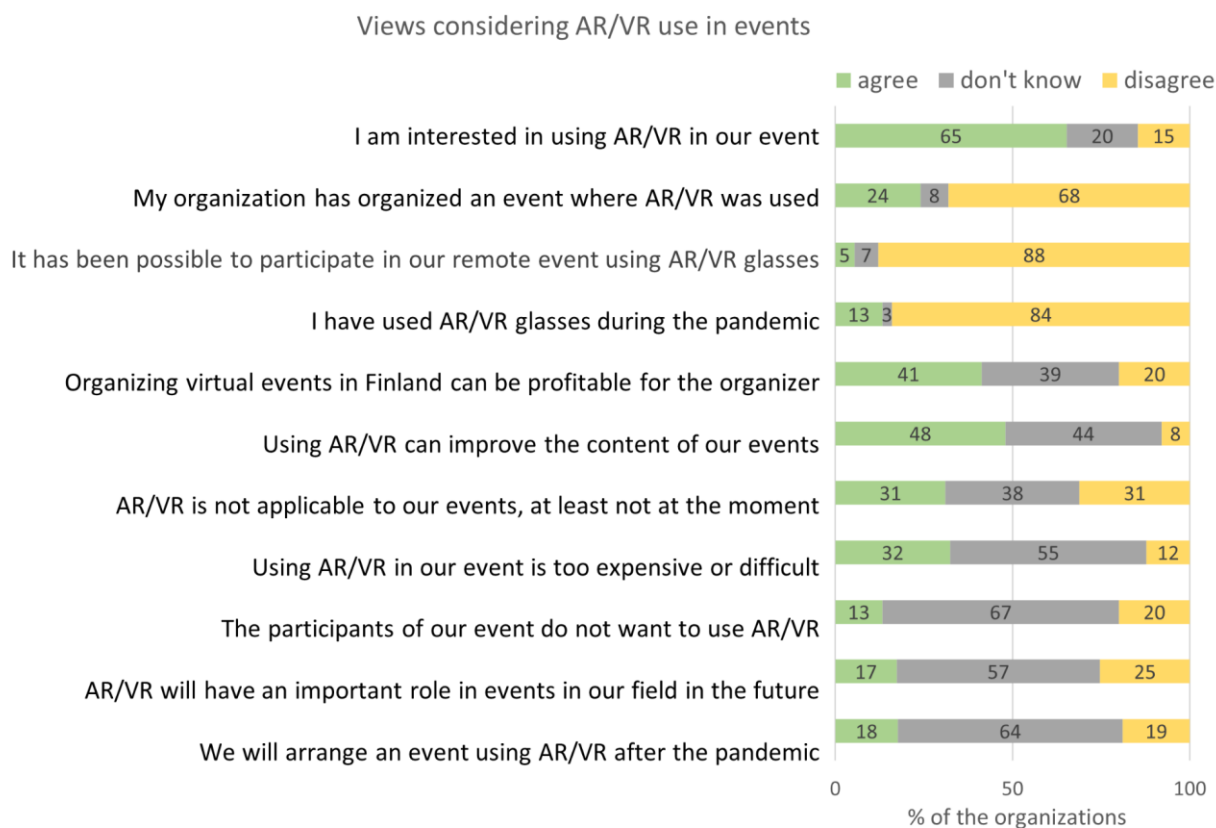 Views considering AR/VR use in events
agree don't know disagree
I am interested in using AR/VR in our event 65 20 15
My organization has organized an event where AR/VR was used 24 8 68
It has been possible to participate in our remote event using AR/VR glasses 5 7 88
I have used AR/VR glasses during the pandemic 13 3 84
Organizing virtual events in Finland can be profitable for the organizer 41 39 20
Using AR/VR can improve the content of our events 48 44 8
AR/VR is not applicable to our events, at least not at the moment 31 38 31
Using AR/VR in our event is too expensive or difficult 32 55 12
The participants of our event do not want to use AR/VR 13 67 20
AR/VR will have an important role in events in our field in the future 17 57 25
We will arrange an event using AR/VR after the pandemic 18 64 19
0 50 100
% of the organizations